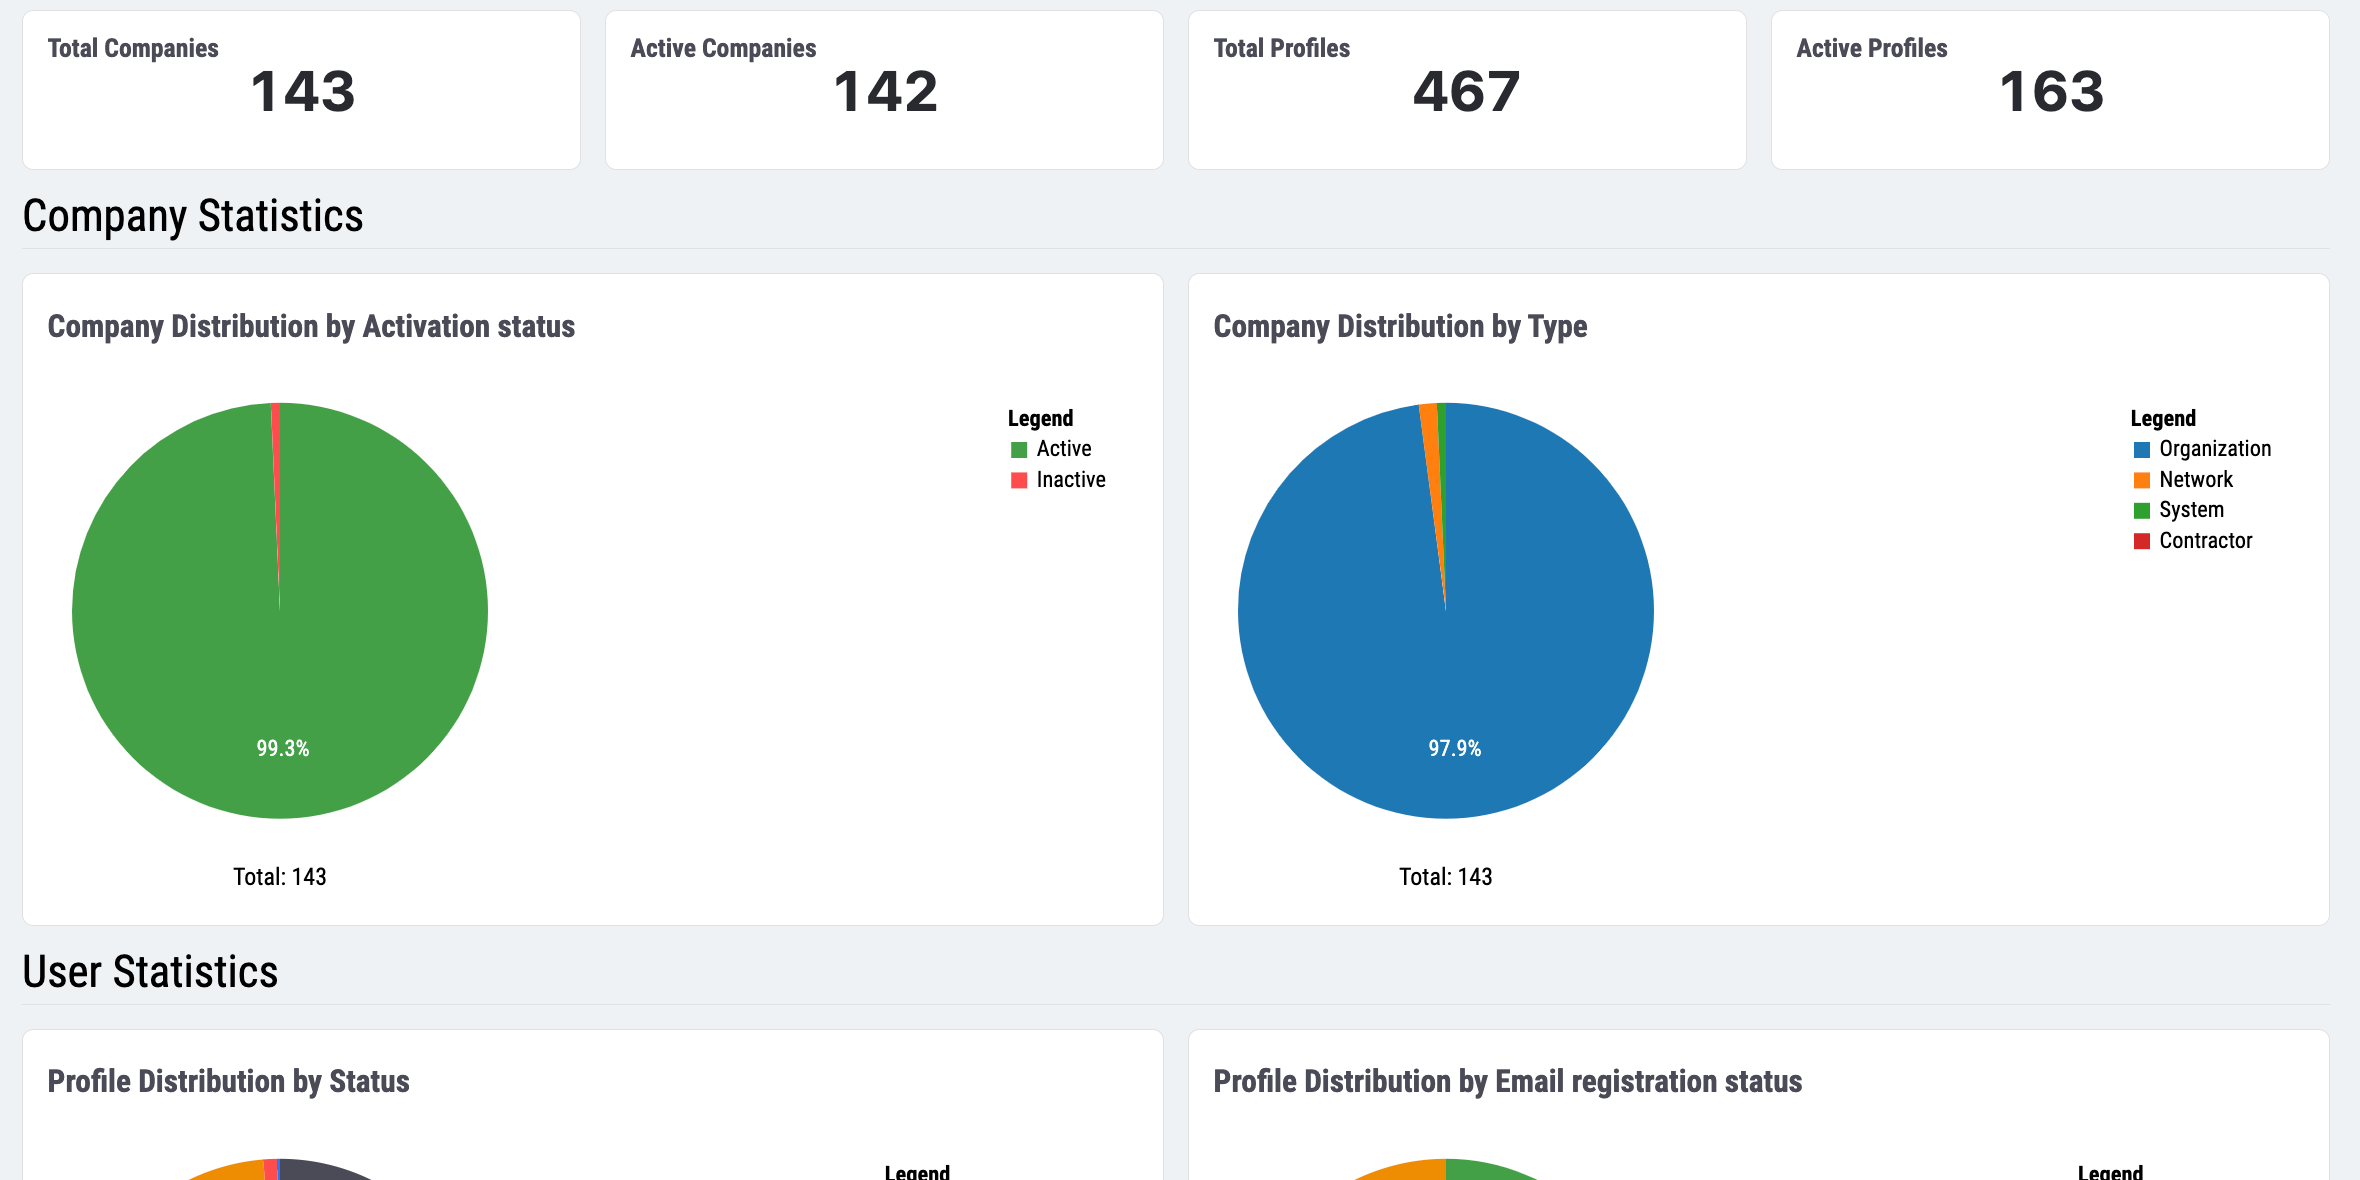 Total Companies
143
Active Companies
142
Total Profiles
467
Active Profiles
163
Company Statistics
Company Distribution by Activation status
Legend
Active
Inactive
99.3%
Total: 143
Company Distribution by Type
Legend
Organization
Network
System
Contractor
97.9%
Total: 143
User Statistics
Profile Distribution by Status
Legend
Profile Distribution by Email registration status
Legend